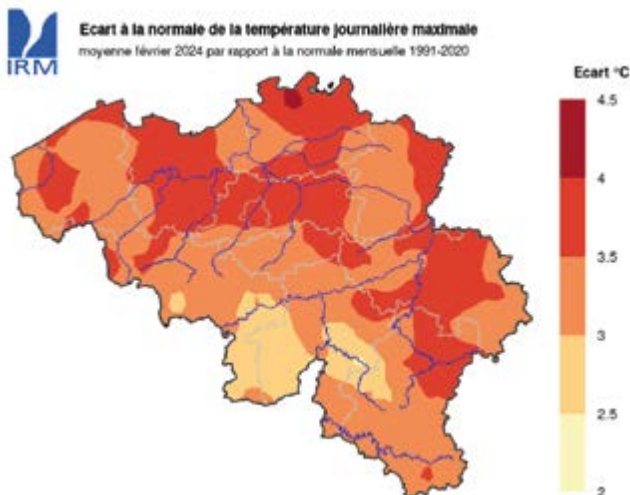 Ecart à la normale de la température journalière maximale
moyenne février 2024 par rapport à la normale mensuelle 1991-2020
IRM
Ecart °C
4.5
4
3.5
3
2.5
2